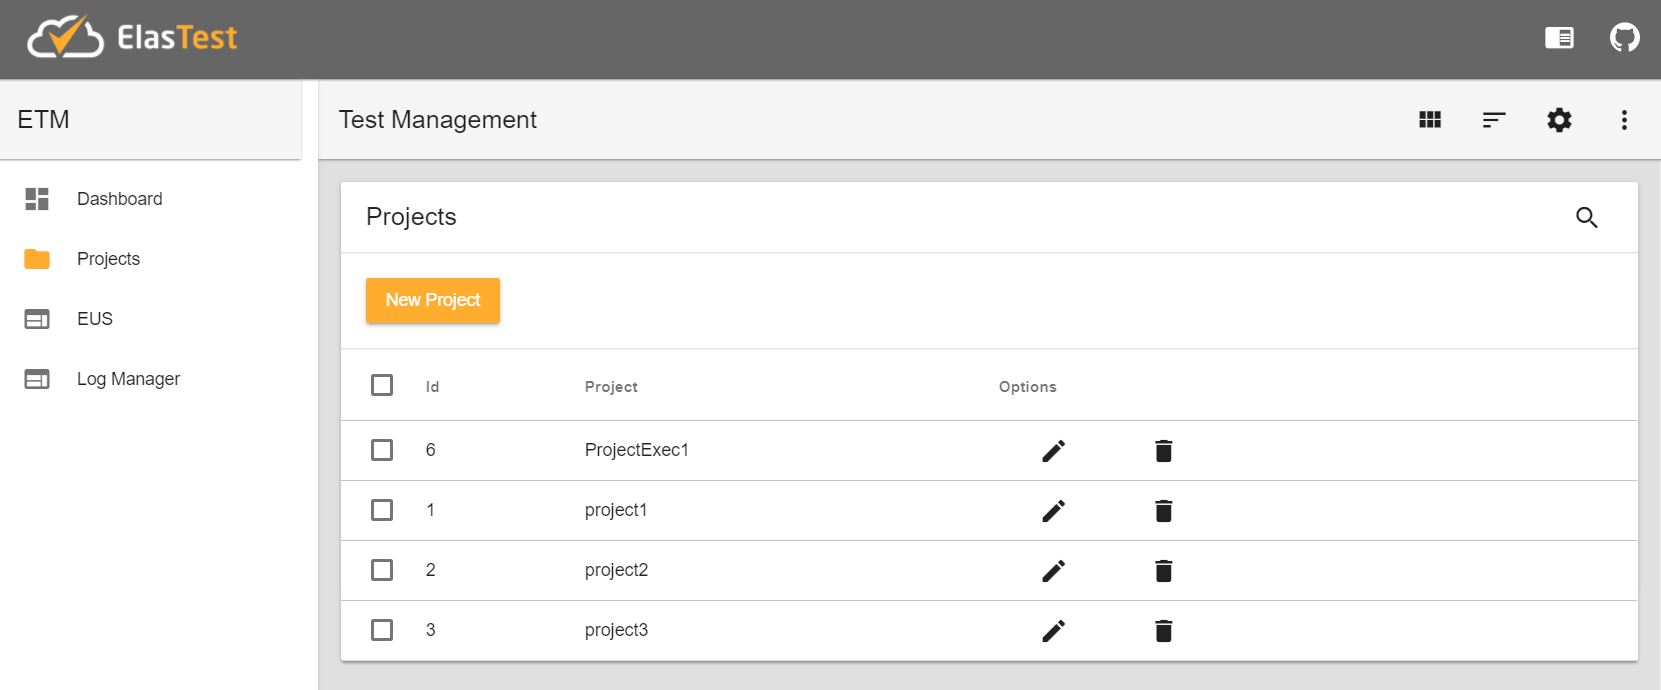 ElasTest
ETM
Test Management
Dashboard
Projects
EUS
Log Manager
Projects
New Project
Id Project Options
6 ProjectExec1
1 project1
2 project2
3 project3